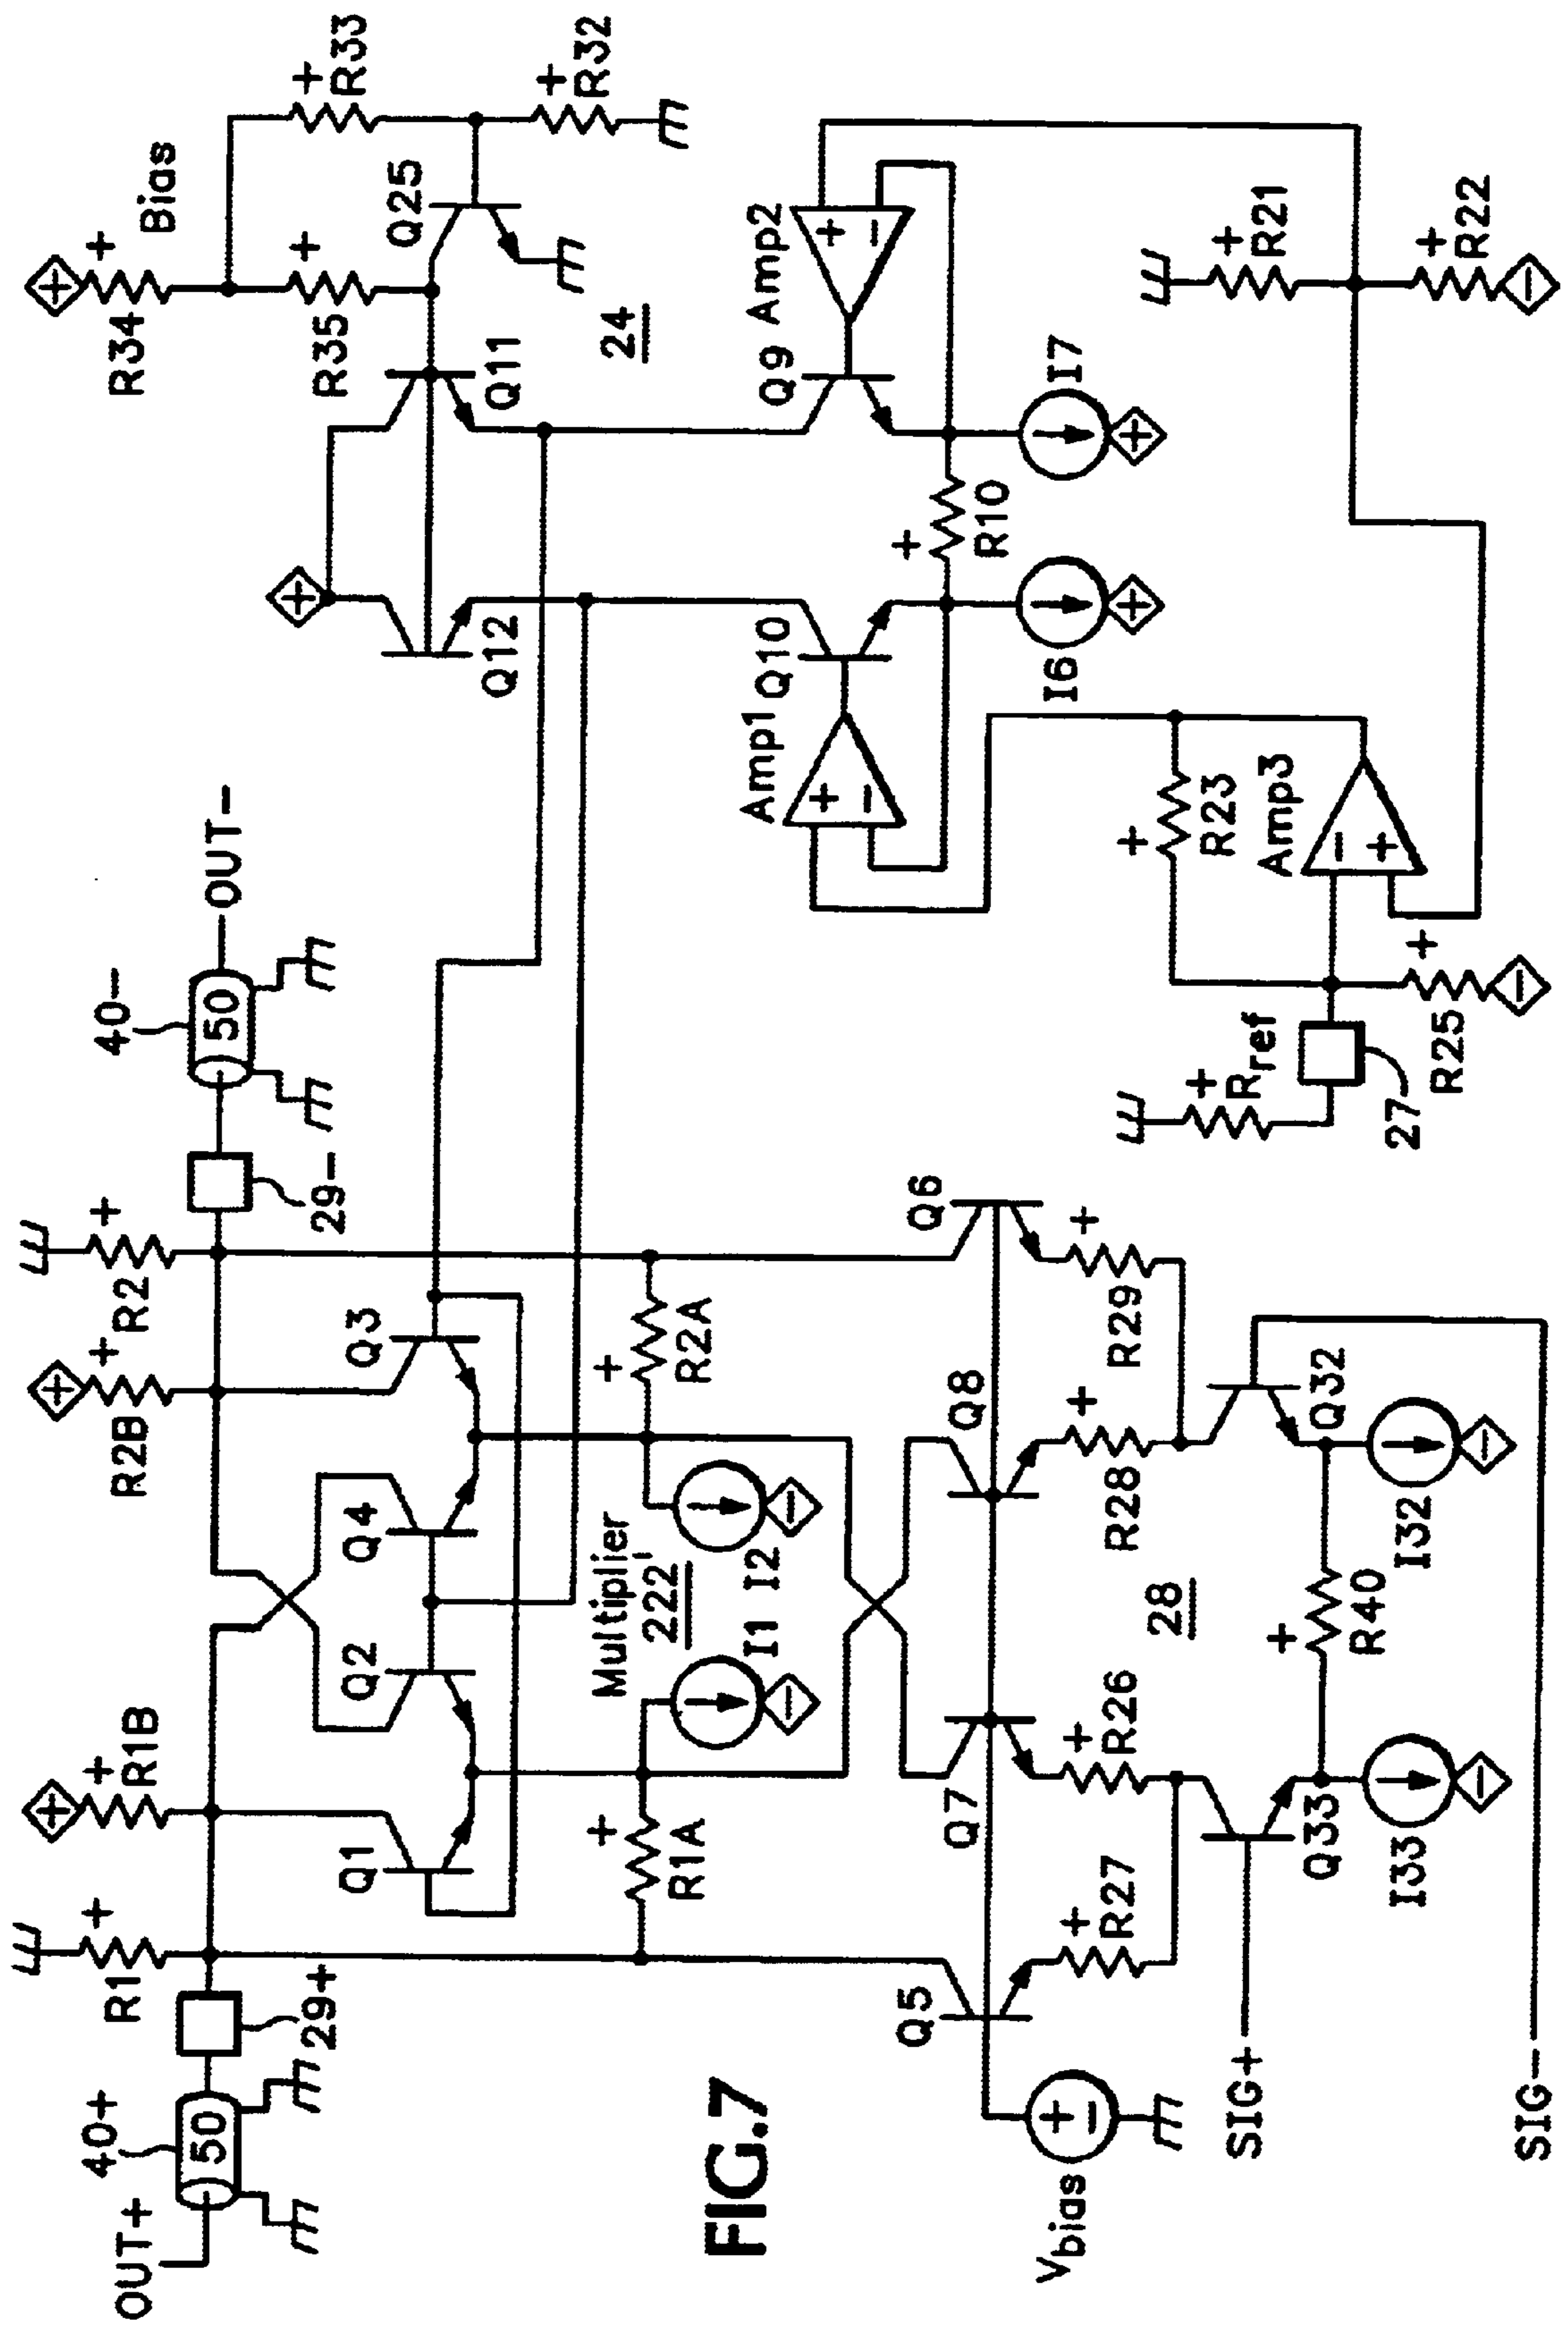 OUT+
40+
50
29+
R1
+
R1B
+
R2B
+
R2
+
29-
50
40-
OUT-
R34
+
Bias
R35
+
R33
+
R32
+
Q25
Q11
Q12
24
Q1
Q2
Q4
Q3
Multiplier
222'
I1
I2
R1A
+
R2A
+
Q5
Q7
Q8
Q6
Vbias
+
-
R27
+
R26
+
R28
+
R29
+
28
SIG+
SIG-
Q33
Q32
R40
+
I33
I32
Amp1
+
-
Q10
Q9
Amp2
+
-
R10
+
I6
I7
R23
+
Amp3
-
+
Rref
+
27
R25
+
R21
+
R22
+
FIG.7